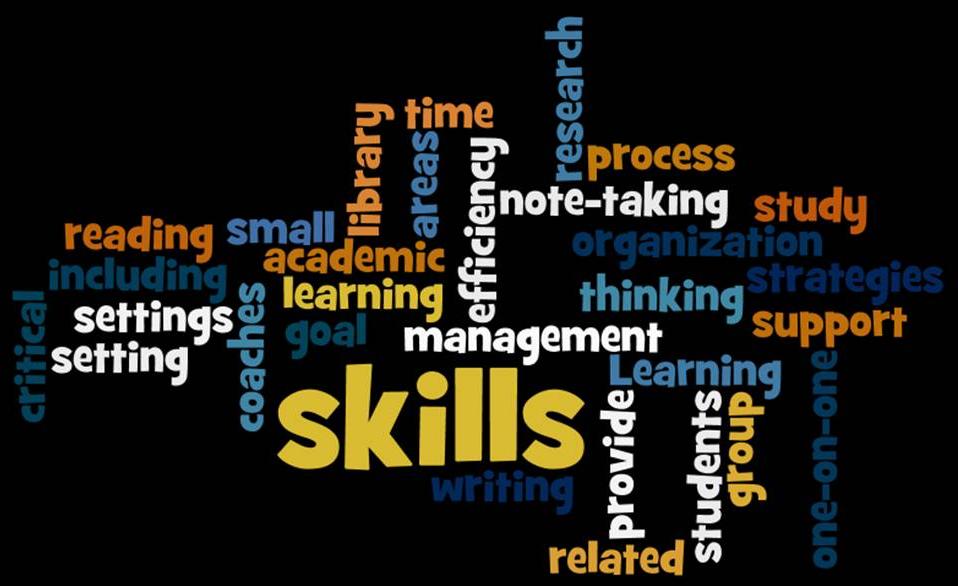 research
time
library
areas
process
efficiency
note-taking
study
reading
small
organization
academic
including
strategies
learning
thinking
coaches
critical
settings
support
goal
management
setting
Learning
one-on-one
skills
provide
students
group
writing
related